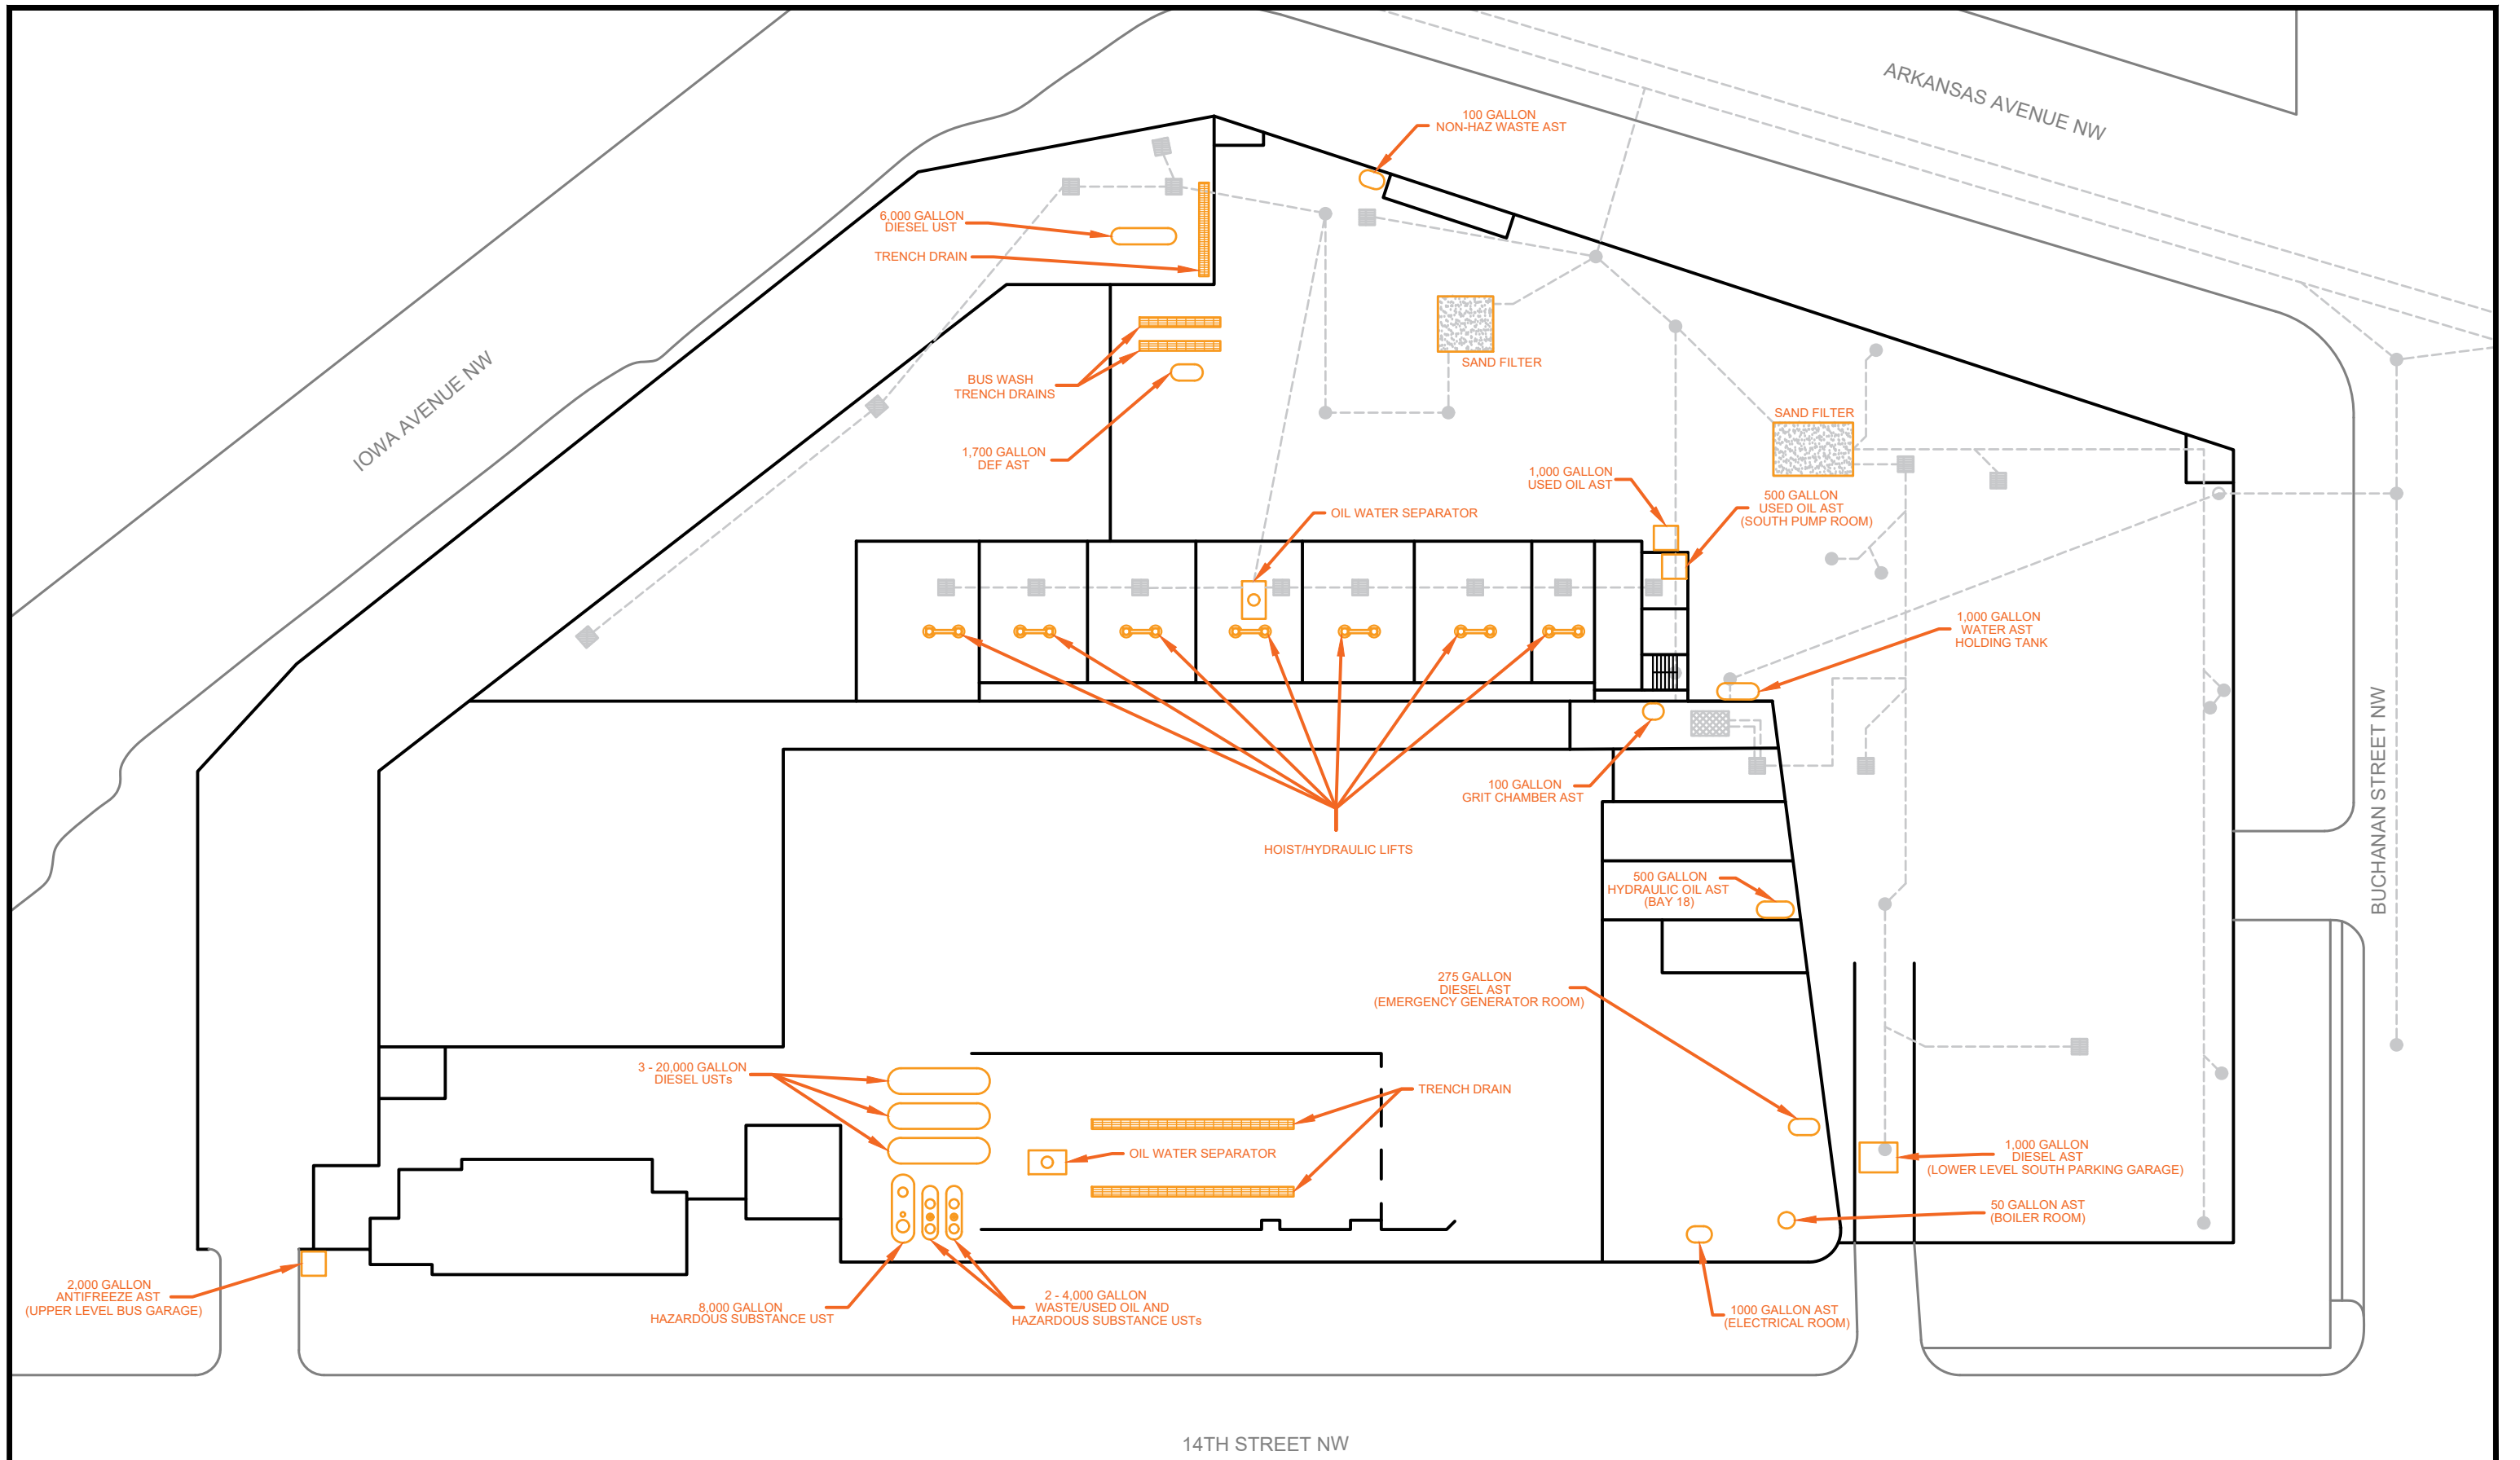 ARKANSAS AVENUE NW
100 GALLON
NON-HAZ WASTE AST
6,000 GALLON
DIESEL UST
TRENCH DRAIN
SAND FILTER
BUS WASH
TRENCH DRAINS
IOWA AVENUE NW
SAND FILTER
1,700 GALLON
DEF AST
1,000 GALLON
USED OIL AST
500 GALLON
USED OIL AST
(SOUTH PUMP ROOM)
OIL WATER SEPARATOR
1,000 GALLON
WATER AST
HOLDING TANK
BUCHANAN STREET NW
100 GALLON
GRIT CHAMBER AST
HOIST/HYDRAULIC LIFTS
500 GALLON
HYDRAULIC OIL AST
(BAY 18)
275 GALLON
DIESEL AST
(EMERGENCY GENERATOR ROOM)
3 - 20,000 GALLON
DIESEL USTs
TRENCH DRAIN
OIL WATER SEPARATOR
1,000 GALLON
DIESEL AST
(LOWER LEVEL SOUTH PARKING GARAGE)
50 GALLON AST
(BOILER ROOM)
2,000 GALLON
ANTIFREEZE AST
(UPPER LEVEL BUS GARAGE)
8,000 GALLON
HAZARDOUS SUBSTANCE UST
2 - 4,000 GALLON
WASTE/USED OIL AND
HAZARDOUS SUBSTANCE USTs
1000 GALLON AST
(ELECTRICAL ROOM)
14TH STREET NW